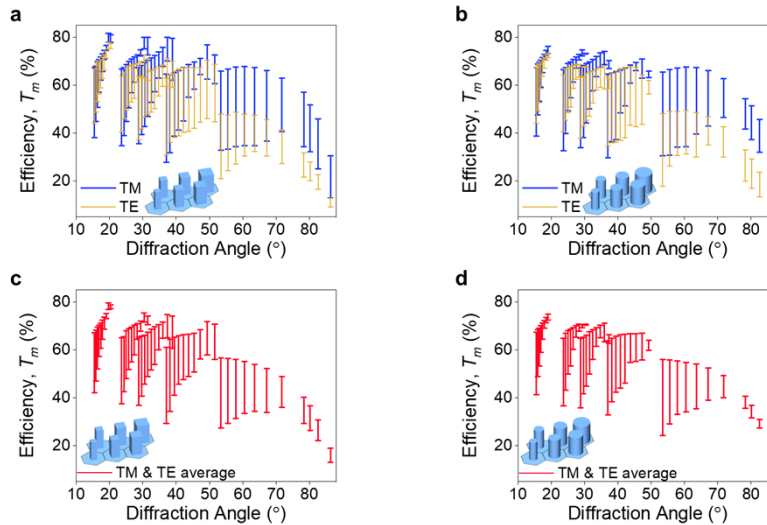 a
80
60
40
20
Efficiency, Tm (%)
TM
TE
10 20 30 40 50 60 70 80
Diffraction Angle (°)
b
80
60
40
20
Efficiency, Tm (%)
TM
TE
10 20 30 40 50 60 70 80
Diffraction Angle (°)
c
80
60
40
20
Efficiency, Tm (%)
TM & TE average
10 20 30 40 50 60 70 80
Diffraction Angle (°)
d
80
60
40
20
Efficiency, Tm (%)
TM & TE average
10 20 30 40 50 60 70 80
Diffraction Angle (°)